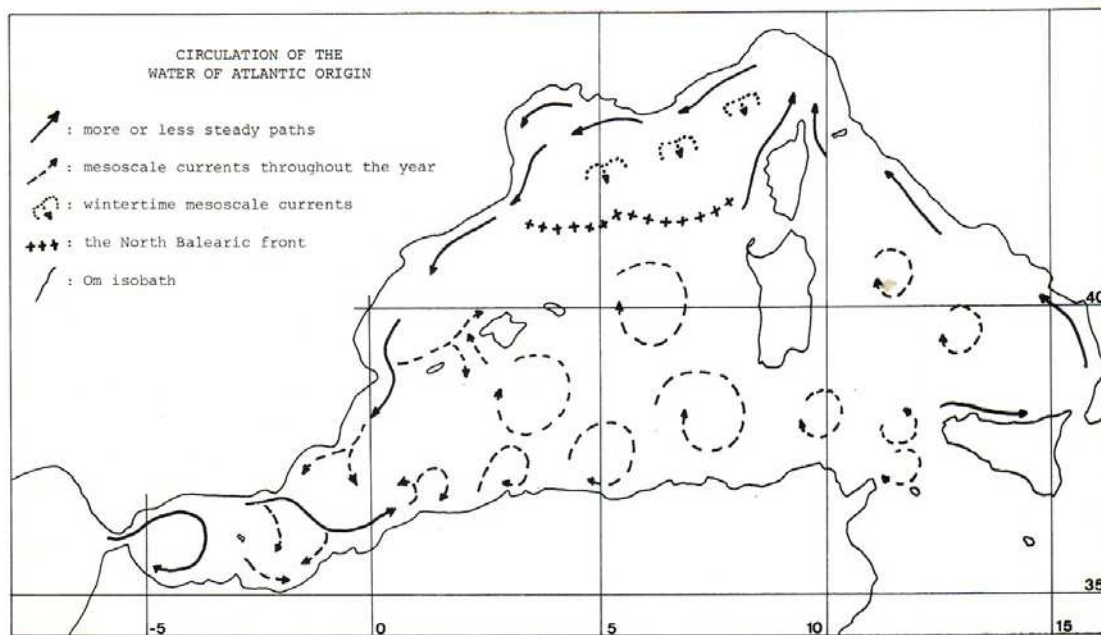 CIRCULATION OF THE
WATER OF ATLANTIC ORIGIN
: more or less steady paths
: mesoscale currents throughout the year
: wintertime mesoscale currents
: the North Balearic front
: 0m isobath
40
35
-5 0 5 10 15